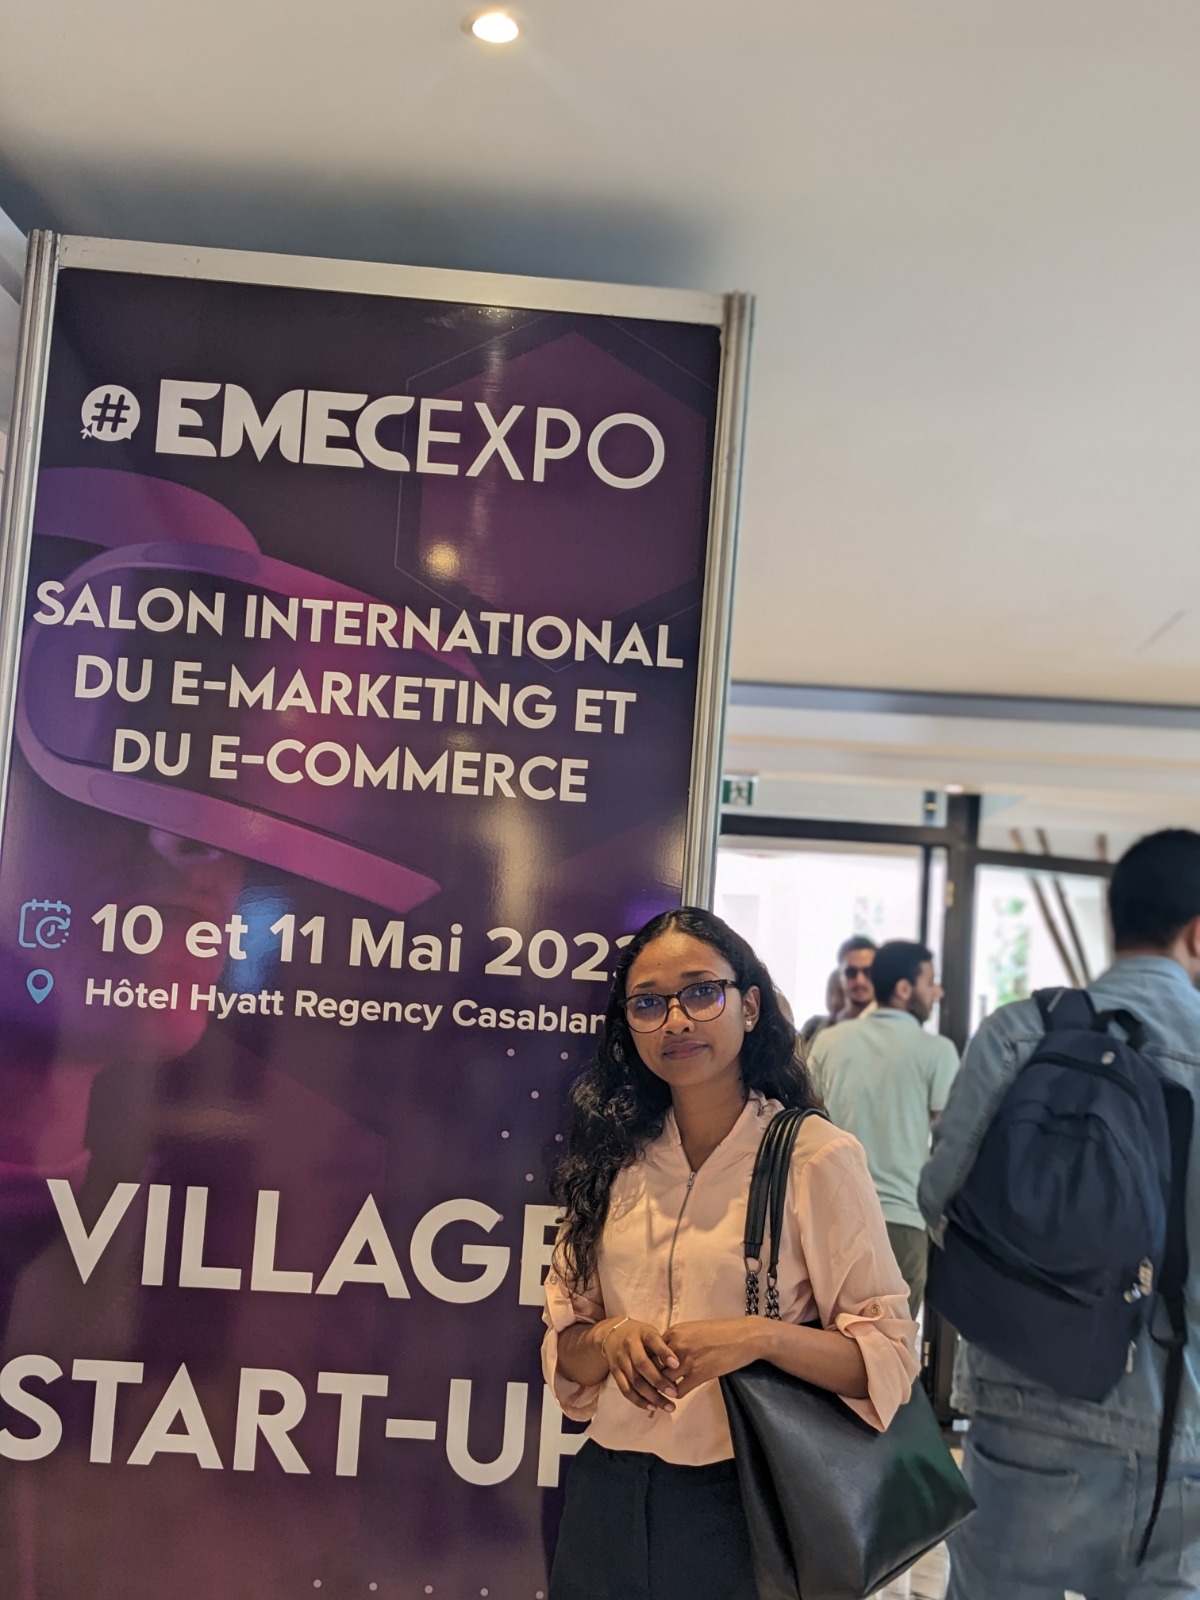 # EMECEXPO
SALON INTERNATIONAL
DU E-MARKETING ET
DU E-COMMERCE
10 et 11 Mai 202
Hôtel Hyatt Regency Casablan
VILLAGE
START-UP